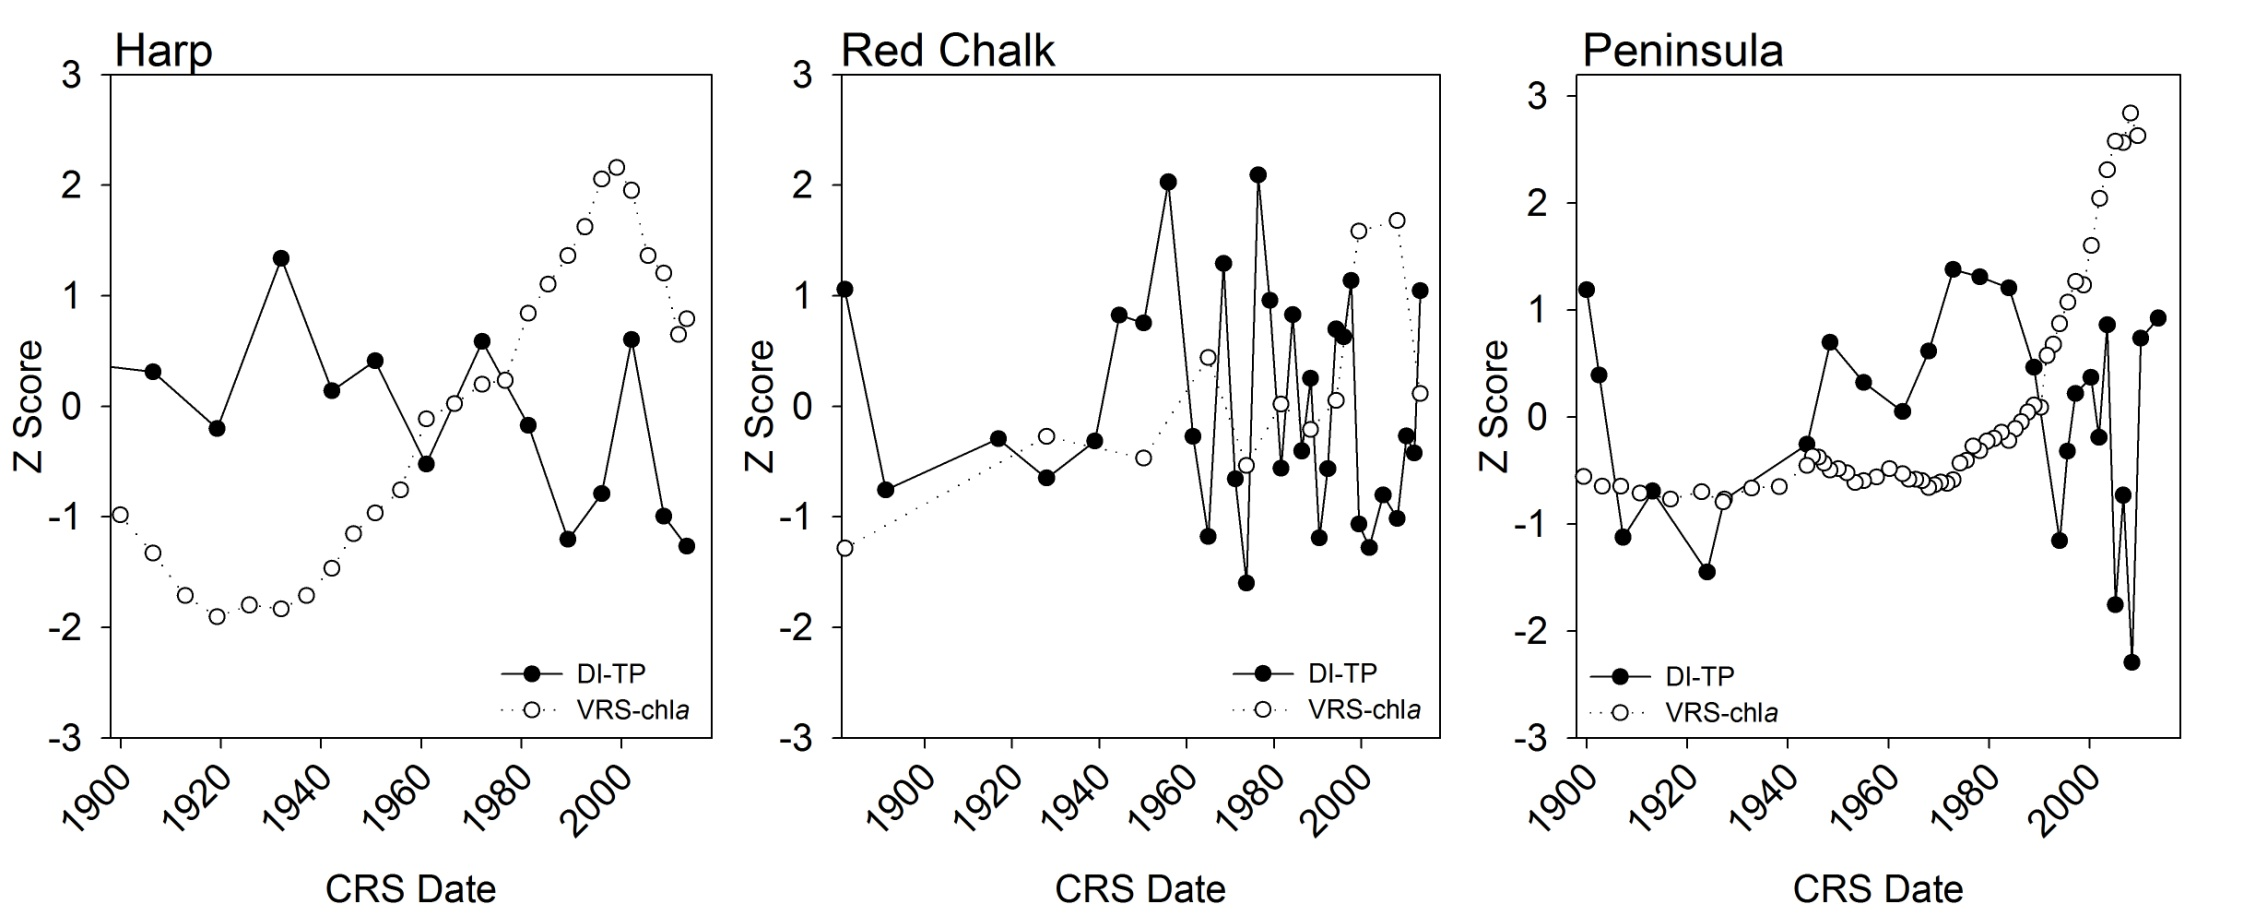 Harp
3
2
1
0
-1
-2
-3
Z Score
DI-TP
VRS-chla
1900
1920
1940
1960
1980
2000
CRS Date
Red Chalk
3
2
1
0
-1
-2
-3
Z Score
DI-TP
VRS-chla
1900
1920
1940
1960
1980
2000
CRS Date
Peninsula
3
2
1
0
-1
-2
-3
Z Score
DI-TP
VRS-chla
1900
1920
1940
1960
1980
2000
CRS Date